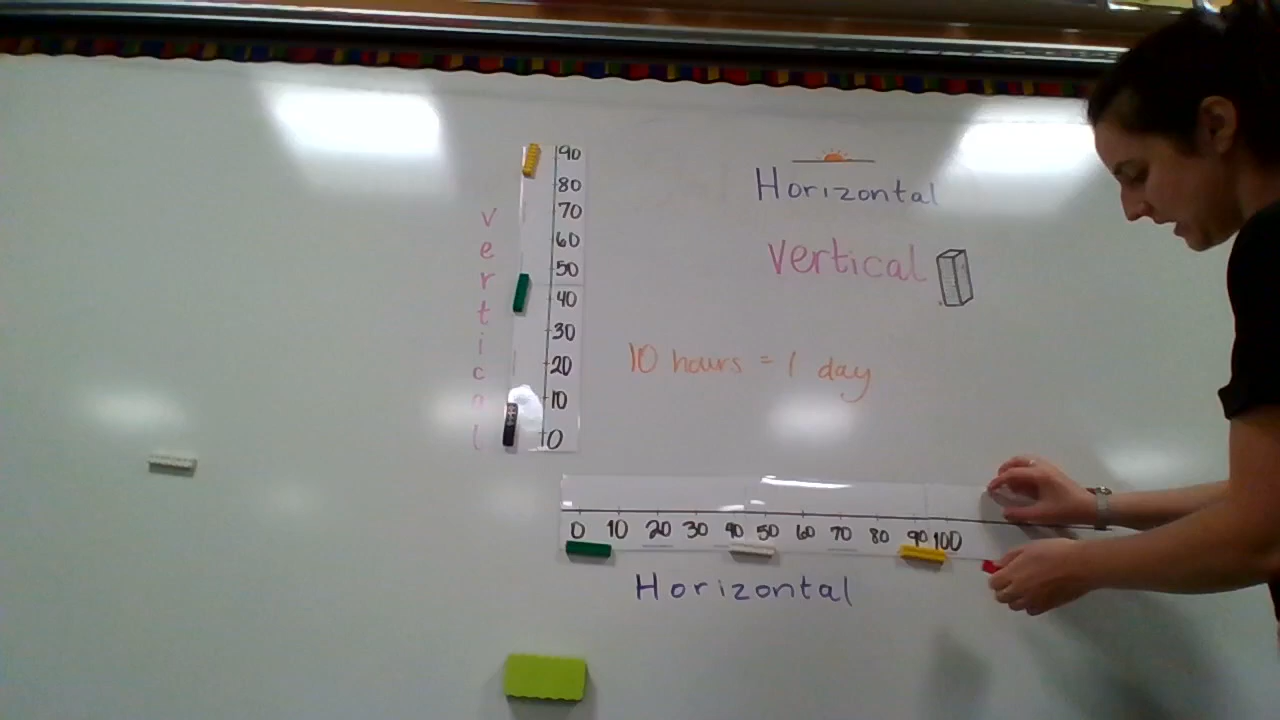 90
80
70
60
50
40
30
20
10
0
vertical
Horizontal
vertical
10 hours = 1 day
0 10 20 30 40 50 60 70 80 90 100
Horizontal